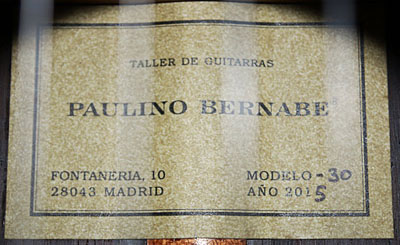 TALLER DE GUITARRAS
PAULINO BERNABE
FONTANERIA, 10 MODELO -30
28043 MADRID AÑO 2015